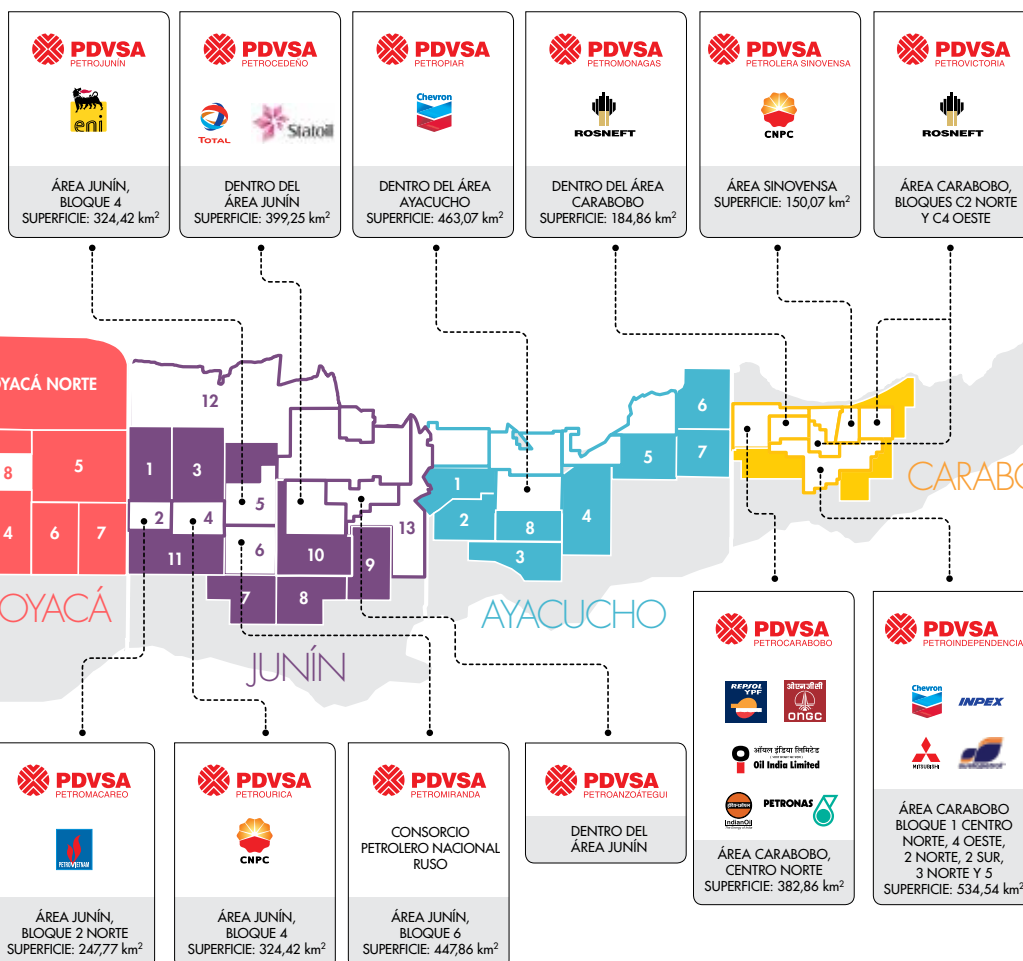 PDVSA
PETROJUNÍN
eni
ÁREA JUNÍN,
BLOQUE 4
SUPERFICIE: 324,42 km²
PDVSA
PETROCEDEÑO
TOTAL
Statoil
DENTRO DEL
ÁREA JUNÍN
SUPERFICIE: 399,25 km²
PDVSA
PETROPIAR
Chevron
DENTRO DEL ÁREA
AYACUCHO
SUPERFICIE: 463,07 km²
PDVSA
PETROMONAGAS
ROSNEFT
DENTRO DEL ÁREA
CARABOBO
SUPERFICIE: 184,86 km²
PDVSA
PETROLERA SINOVENSA
CNPC
ÁREA SINOVENSA
SUPERFICIE: 150,07 km²
PDVSA
PETROVICTORIA
ROSNEFT
ÁREA CARABOBO,
BLOQUES C2 NORTE
Y C4 OESTE
OYACÁ NORTE
8
5
4
6
7
OYACÁ
12
1
3
5
2
4
6
11
10
9
13
7
8
JUNÍN
1
2
8
3
4
5
6
7
AYACUCHO
CARABO
PDVSA
PETROMACAREO
PETROVIETNAM
ÁREA JUNÍN,
BLOQUE 2 NORTE
SUPERFICIE: 247,77 km²
PDVSA
PETROURICA
CNPC
ÁREA JUNÍN,
BLOQUE 4
SUPERFICIE: 324,42 km²
PDVSA
PETROMIRANDA
CONSORCIO
PETROLERO NACIONAL
RUSO
ÁREA JUNÍN,
BLOQUE 6
SUPERFICIE: 447,86 km²
PDVSA
PETROANZOÁTEGUI
DENTRO DEL
ÁREA JUNÍN
PDVSA
PETROCARABOBO
REPSOL
YPF
ओएनजीसी
ONGC
ऑयल इंडिया लिमिटेड
Oil India Limited
IndianOil
PETRONAS
ÁREA CARABOBO,
CENTRO NORTE
SUPERFICIE: 382,86 km²
PDVSA
PETROINDEPENDENCIA
Chevron
INPEX
MITSUBISHI
ÁREA CARABOBO
BLOQUE 1 CENTRO
NORTE, 4 OESTE,
2 NORTE, 2 SUR,
3 NORTE Y 5
SUPERFICIE: 534,54 km²